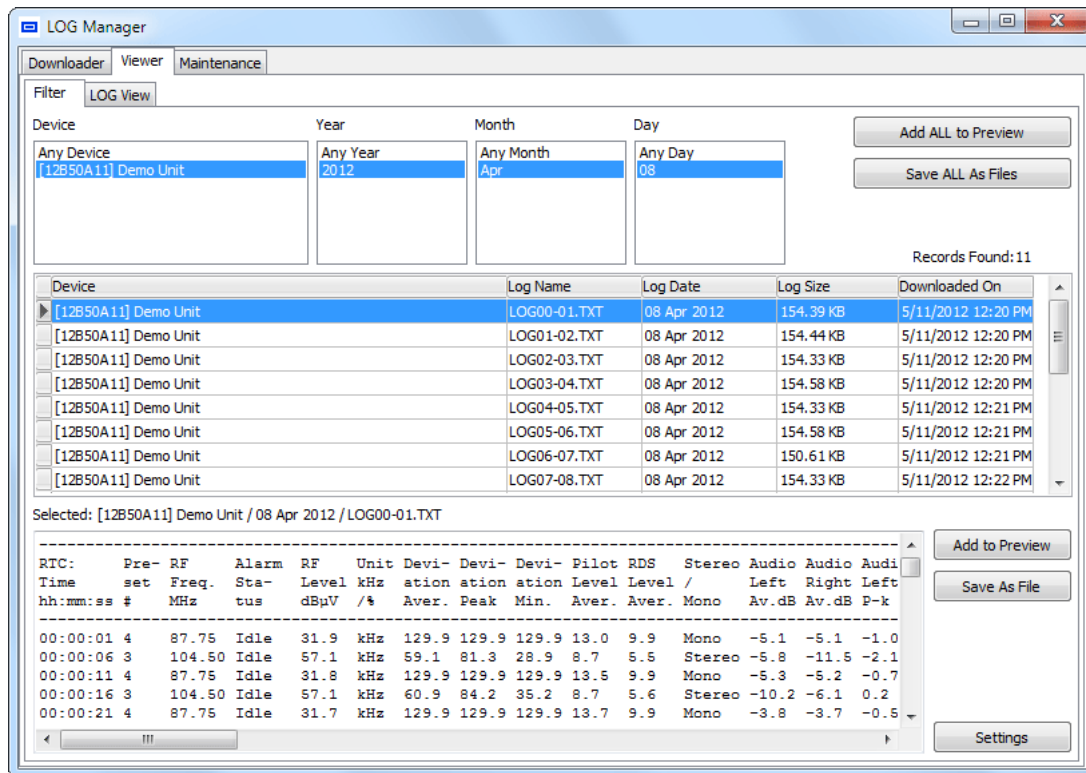 LOG Manager
Downloader Viewer Maintenance
Filter LOG View
Device Year Month Day
Any Device Any Year Any Month Any Day
[12B50A11] Demo Unit 2012 Apr 08
Add ALL to Preview
Save ALL As Files
Records Found:11
Device Log Name Log Date Log Size Downloaded On
[12B50A11] Demo Unit LOG00-01.TXT 08 Apr 2012 154.39 KB 5/11/2012 12:20 PM
[12B50A11] Demo Unit LOG01-02.TXT 08 Apr 2012 154.44 KB 5/11/2012 12:20 PM
[12B50A11] Demo Unit LOG02-03.TXT 08 Apr 2012 154.33 KB 5/11/2012 12:20 PM
[12B50A11] Demo Unit LOG03-04.TXT 08 Apr 2012 154.58 KB 5/11/2012 12:20 PM
[12B50A11] Demo Unit LOG04-05.TXT 08 Apr 2012 154.33 KB 5/11/2012 12:21 PM
[12B50A11] Demo Unit LOG05-06.TXT 08 Apr 2012 154.58 KB 5/11/2012 12:21 PM
[12B50A11] Demo Unit LOG06-07.TXT 08 Apr 2012 150.61 KB 5/11/2012 12:21 PM
[12B50A11] Demo Unit LOG07-08.TXT 08 Apr 2012 154.33 KB 5/11/2012 12:22 PM
Selected: [12B50A11] Demo Unit / 08 Apr 2012 / LOG00-01.TXT
RTC: Pre- RF Alarm RF Unit Devi- Devi- Devi- Pilot RDS Stereo Audio Audio Audi
Time set Freq. Sta- Level kHz ation ation ation Level Level / Left Right Left
hh:mm:ss # MHz tus dBµV /% Aver. Peak Min. Aver. Aver. Mono Av.dB Av.dB P-k
00:00:01 4 87.75 Idle 31.9 kHz 129.9 129.9 129.9 13.0 9.9 Mono -5.1 -5.1 -1.0
00:00:06 3 104.50 Idle 57.1 kHz 59.1 81.3 28.9 8.7 5.5 Stereo -5.8 -11.5 -2.1
00:00:11 4 87.75 Idle 31.8 kHz 129.9 129.9 129.9 13.5 9.9 Mono -5.3 -5.2 -0.7
00:00:16 3 104.50 Idle 57.1 kHz 60.9 84.2 35.2 8.7 5.6 Stereo -10.2 -6.1 0.2
00:00:21 4 87.75 Idle 31.7 kHz 129.9 129.9 129.9 13.7 9.9 Mono -3.8 -3.7 -0.5
Add to Preview
Save As File
Settings